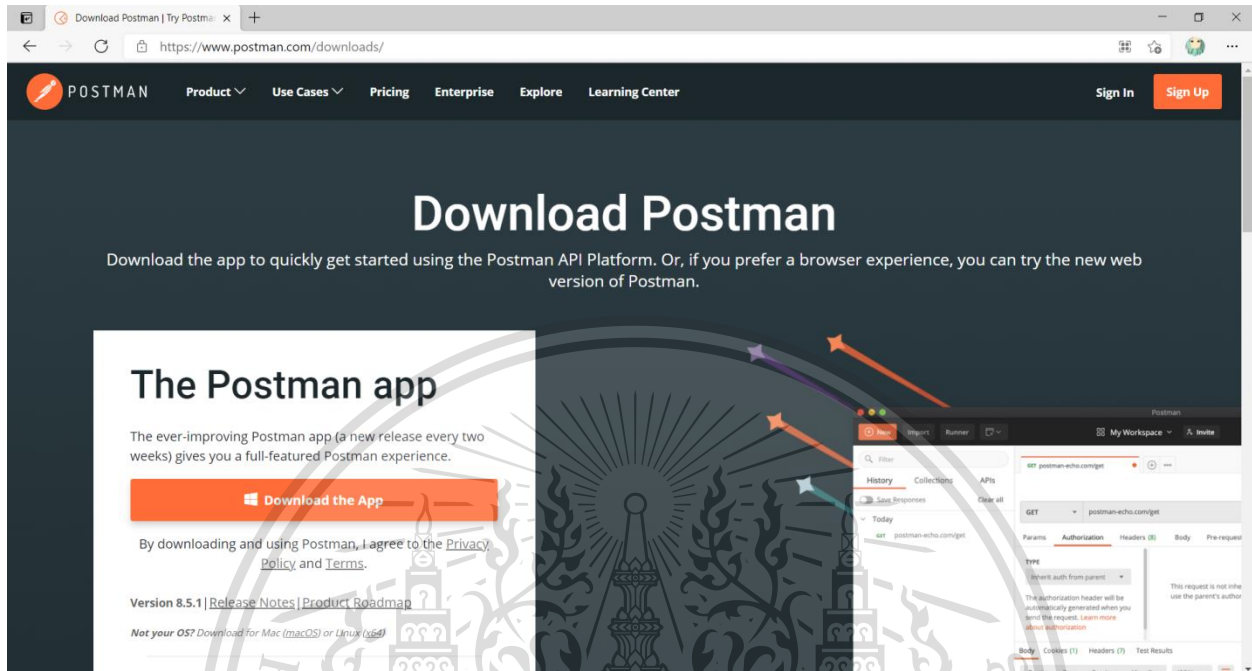 Download Postman | Try Postma
https://www.postman.com/downloads/
POSTMAN Product Use Cases Pricing Enterprise Explore Learning Center Sign In Sign Up
Download Postman
Download the app to quickly get started using the Postman API Platform. Or, if you prefer a browser experience, you can try the new web
version of Postman.
The Postman app
The ever-improving Postman app (a new release every two
weeks) gives you a full-featured Postman experience.
Download the App
By downloading and using Postman, I agree to the Privacy
Policy and Terms.
Version 8.5.1 | Release Notes | Product Roadmap
Not your OS? Download for Mac (macOS) or Linux (x64)
Postman
New Import Runner My Workspace Invite
Filter
History Collections APIs
Save Responses Clear all
Today
GET postman-echo.com/get
GET postman-echo.com/get
GET postman-echo.com/get
Params Authorization Headers (8) Body Pre-request
TYPE
Inherit auth from parent
The authorization header will be
automatically generated when you
send the request. Learn more
about authorization
This request is not inhe
use the parent's author
Body Cookies (1) Headers (7) Test Results